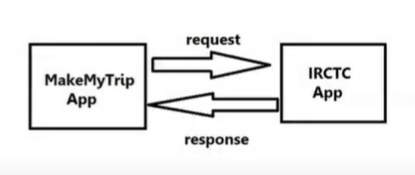 request
MakeMyTrip
App
IRCTC
App
response